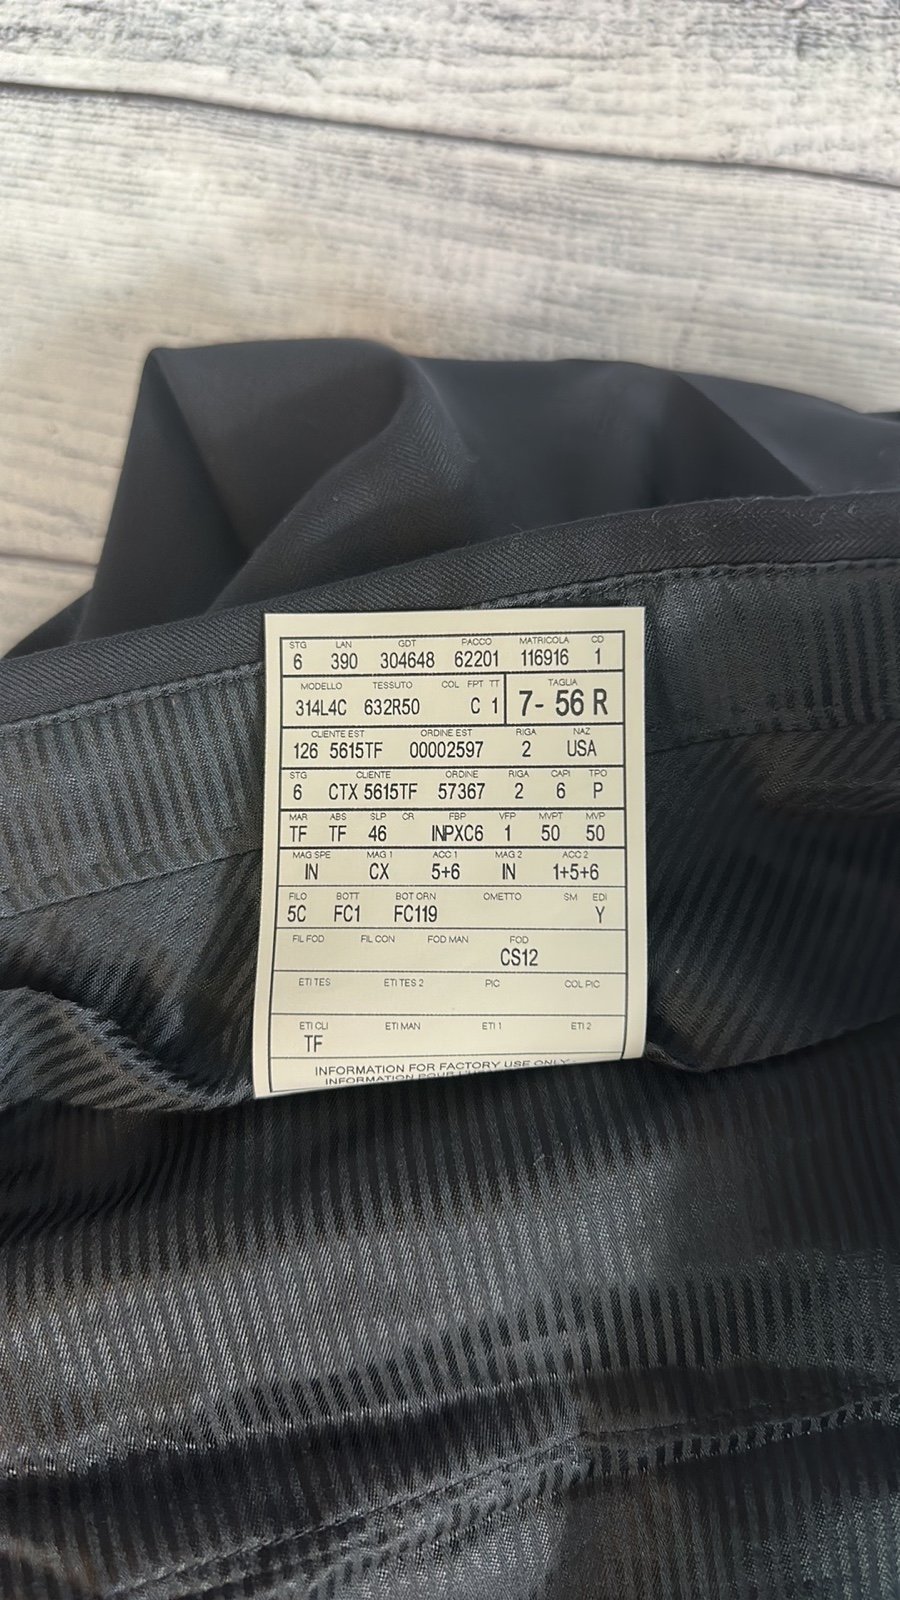 STG LAN GDT PACCO MATRICOLA CD
6 390 304648 62201 116916 1
MODELLO TESSUTO COL FPT TT TAGLIA
314L4C 632R50 C 1 7- 56 R
CLIENTE EST ORDINE EST RIGA NAZ
126 5615TF 00002597 2 USA
STG CLIENTE ORDINE RIGA CAPI TPO
6 CTX 5615TF 57367 2 6 P
MAR ABS SLP CR FBP VFP MVPT MVP
TF TF 46 INPXC6 1 50 50
MAG SPE MAG 1 ACC 1 MAG 2 ACC 2
IN CX 5+6 IN 1+5+6
FILO BOTT BOT ORN OMETTO SM EDI
5C FC1 FC119 Y
FIL FOD FIL CON FOD MAN FOD
CS12
ETI TES ETI TES 2 PIC COL PIC
ETI CLI ETI MAN ETI 1 ETI 2
TF
INFORMATION FOR FACTORY USE ONLY
INFORMATION POUR